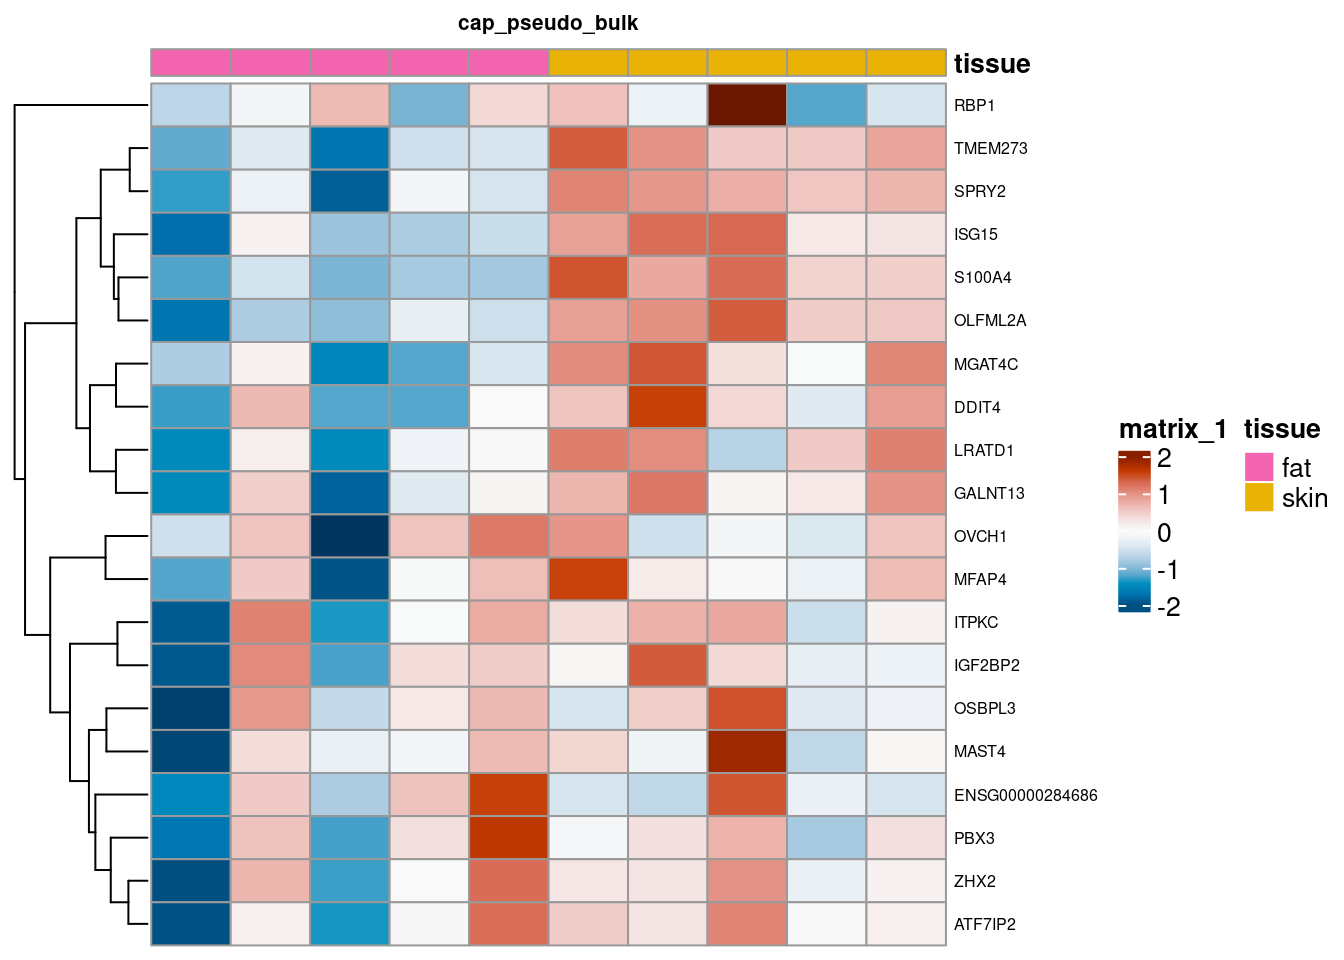 cap_pseudo_bulk
tissue
RBP1
TMEM273
SPRY2
ISG15
S100A4
OLFML2A
MGAT4C
DDIT4
LRATD1
GALNT13
OVCH1
MFAP4
ITPKC
IGF2BP2
OSBPL3
MAST4
ENSG00000284686
PBX3
ZHX2
ATF7IP2
matrix_1
2
1
0
-1
-2
tissue
fat
skin